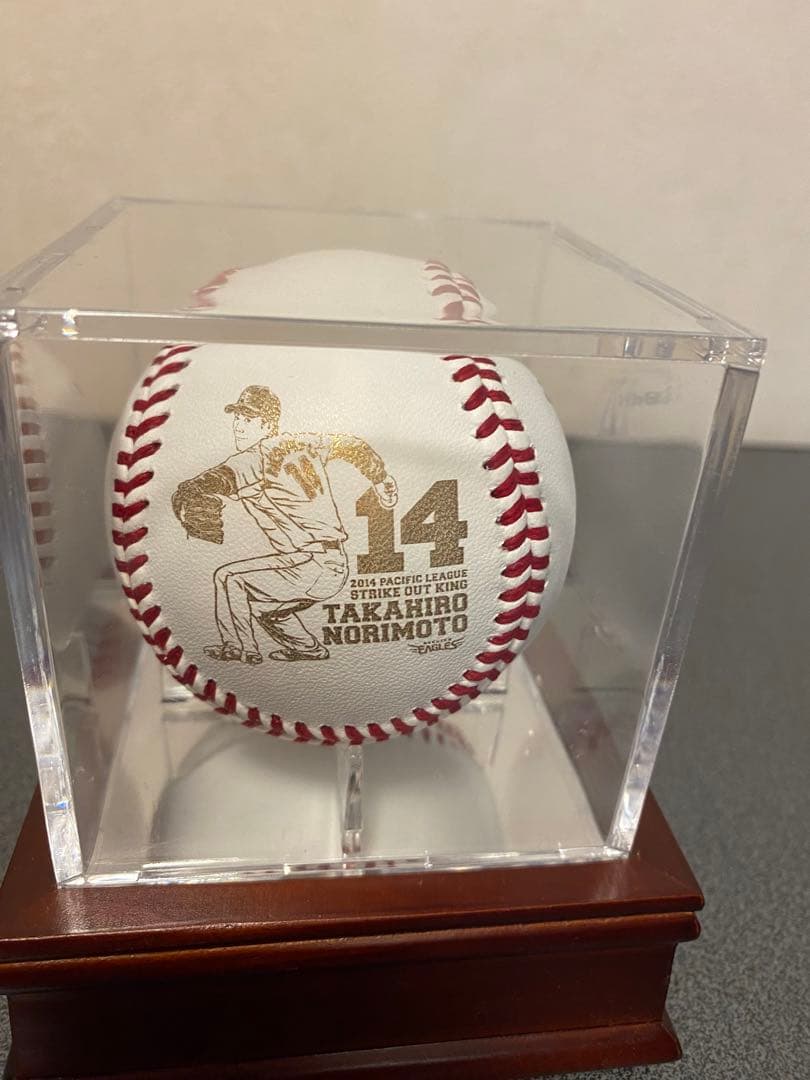 14
2014 PACIFIC LEAGUE
STRIKE OUT KING
TAKAHIRO
NORIMOTO
EAGLES